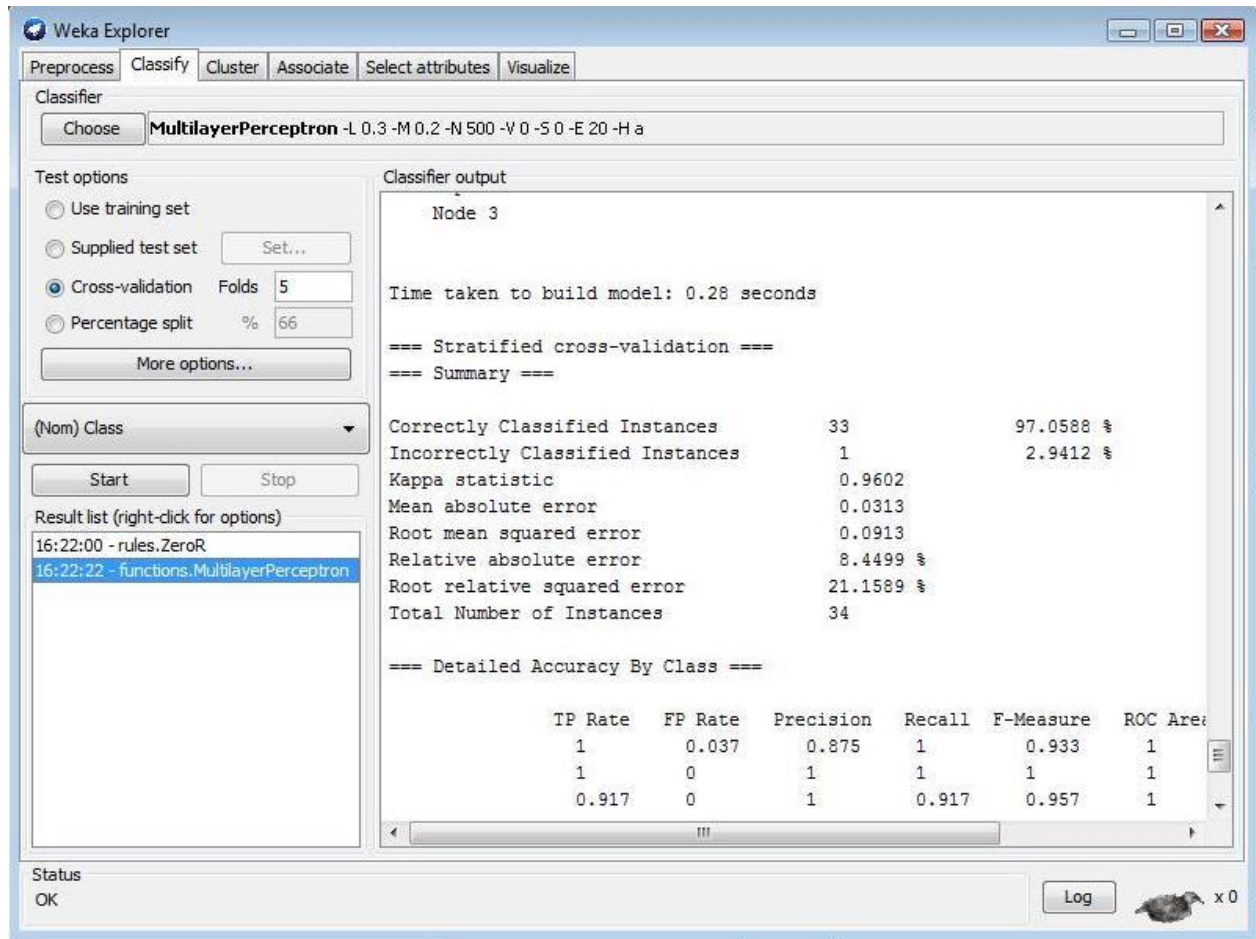 Weka Explorer
Preprocess Classify Cluster Associate Select attributes Visualize
Classifier
Choose MultilayerPerceptron -L 0.3 -M 0.2 -N 500 -V 0 -S 0 -E 20 -H a
Test options
Use training set
Supplied test set Set...
Cross-validation Folds 5
Percentage split % 66
More options...
(Nom) Class
Start Stop
Result list (right-click for options)
16:22:00 - rules.ZeroR
16:22:22 - functions.MultilayerPerceptron
Classifier output
Node 3
Time taken to build model: 0.28 seconds
=== Stratified cross-validation ===
=== Summary ===
Correctly Classified Instances 33 97.0588 %
Incorrectly Classified Instances 1 2.9412 %
Kappa statistic 0.9602
Mean absolute error 0.0313
Root mean squared error 0.0913
Relative absolute error 8.4499 %
Root relative squared error 21.1589 %
Total Number of Instances 34
=== Detailed Accuracy By Class ===
TP Rate FP Rate Precision Recall F-Measure ROC Area
1 0.037 0.875 1 0.933 1
1 0 1 1 1 1
0.917 0 1 0.917 0.957 1
Status
OK
Log x 0